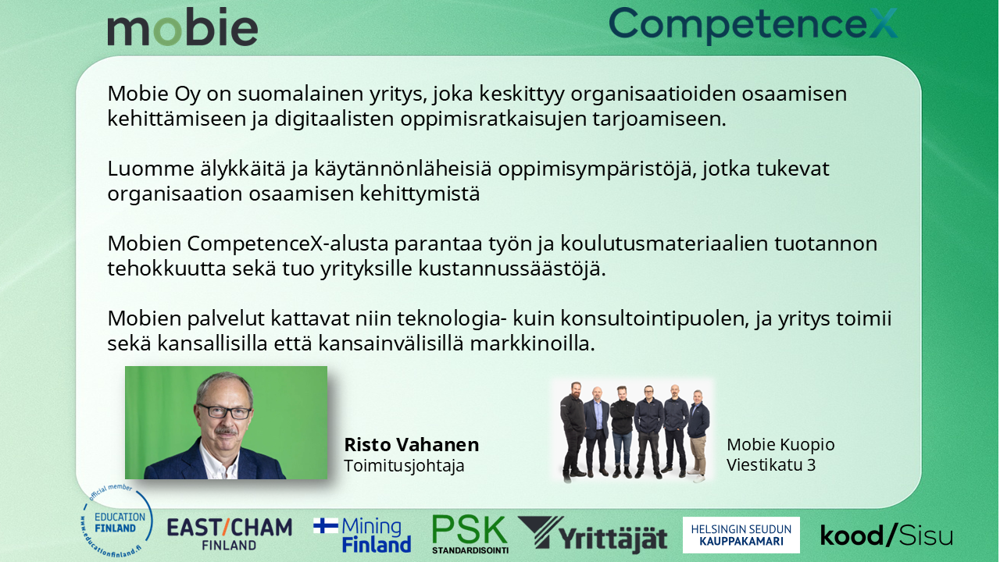 mobie
CompetenceX
Mobie Oy on suomalainen yritys, joka keskittyy organisaatioiden osaamisen
kehittämiseen ja digitaalisten oppimisratkaisujen tarjoamiseen.
Luomme älykkäitä ja käytännönläheisiä oppimisympäristöjä, jotka tukevat
organisaation osaamisen kehittymistä
Mobien CompetenceX-alusta parantaa työn ja koulutusmateriaalien tuotannon
tehokkuutta sekä tuo yrityksille kustannussäästöjä.
Mobien palvelut kattavat niin teknologia- kuin konsultointipuolen, ja yritys toimii
sekä kansallisilla että kansainvälisillä markkinoilla.
Risto Vahanen
Toimitusjohtaja
Mobie Kuopio
Viestikatu 3
official member
EDUCATION
FINLAND
www.educationfinland.fi
EAST/CHAM
FINLAND
Mining
Finland
PSK
STANDARDISOINTI
Yrittäjät
HELSINGIN SEUDUN
KAUPPAKAMARI
kood/Sisu